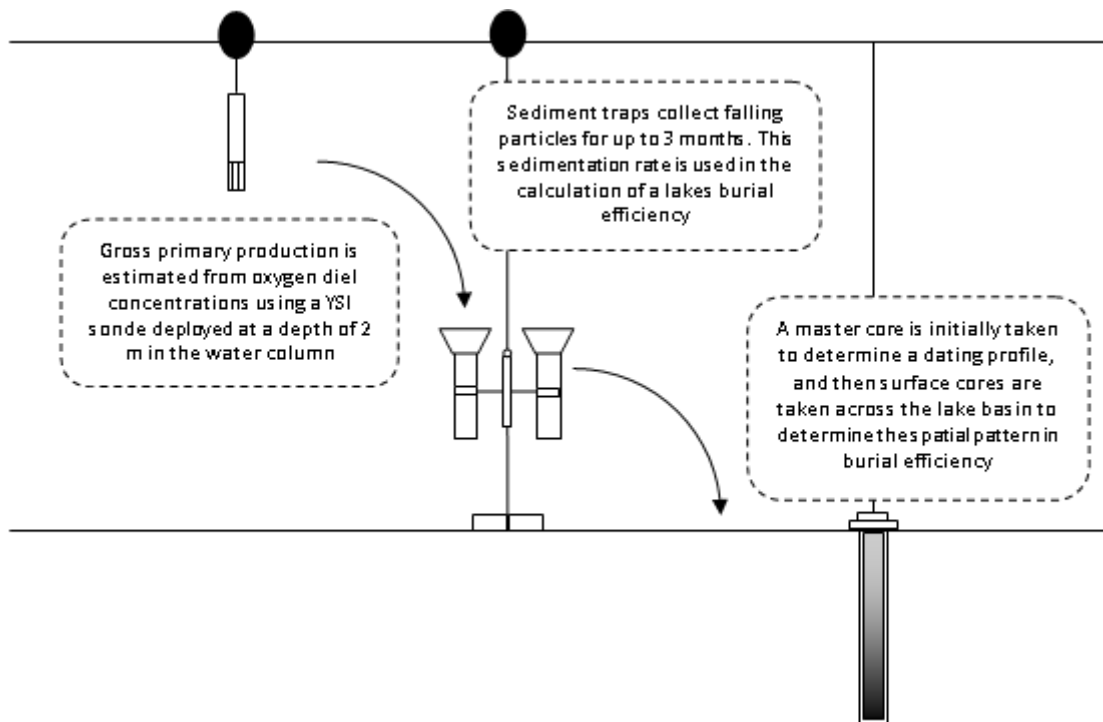 Sediment traps collect falling
particles for up to 3 months. This
sedimentation rate is used in the
calculation of a lakes burial
efficiency
Gross primary production is
estimated from oxygen diel
concentrations using a YSI
sonde deployed at a depth of 2
m in the water column
A master core is initially taken
to determine a dating profile,
and then surface cores are
taken across the lake basin to
determine the spatial pattern in
burial efficiency